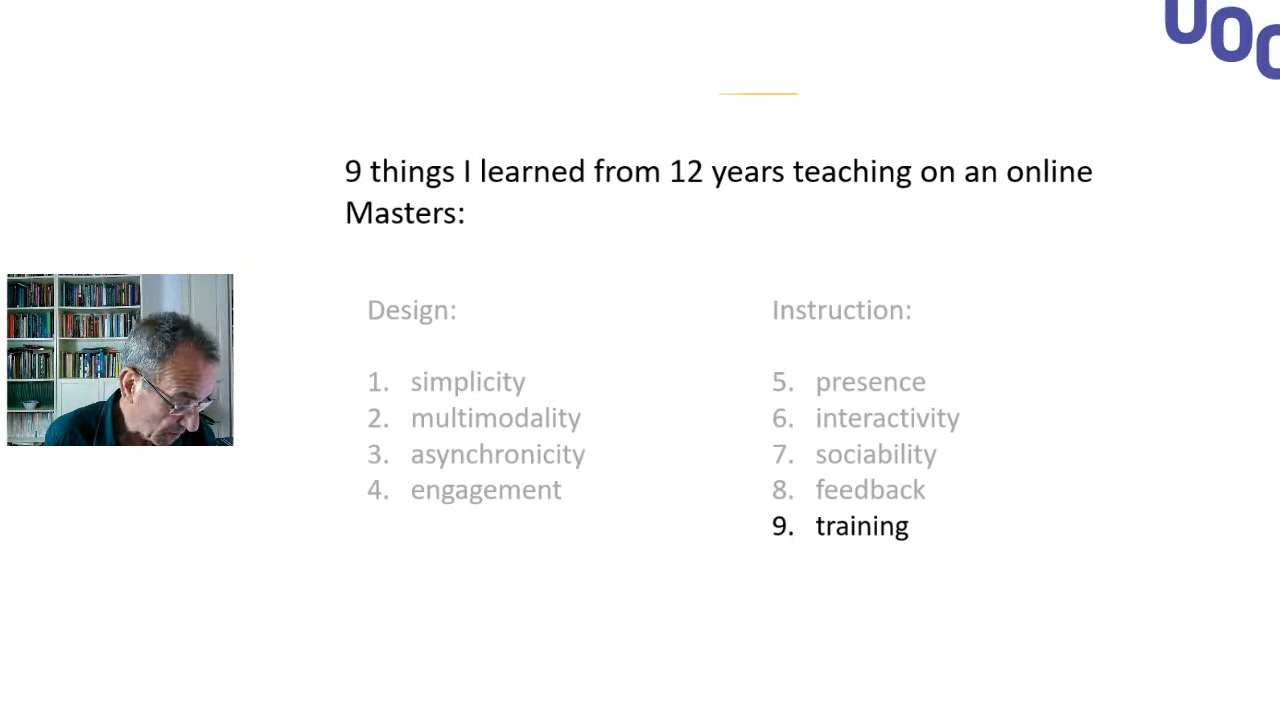 UOC
9 things I learned from 12 years teaching on an online
Masters:
Design:
1. simplicity
2. multimodality
3. asynchronicity
4. engagement
Instruction:
5. presence
6. interactivity
7. sociability
8. feedback
9. training